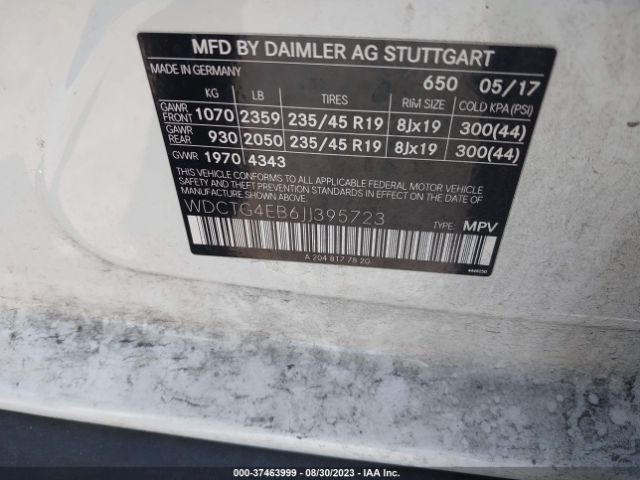 MFD BY DAIMLER AG STUTTGART
MADE IN GERMANY
650 05/17
KG LB TIRES RIM SIZE COLD KPA (PSI)
GAWR FRONT 1070 2359 235/45 R19 8Jx19 300(44)
GAWR REAR 930 2050 235/45 R19 8Jx19 300(44)
GVWR 1970 4343
THIS VEHICLE CONFORMS TO ALL APPLICABLE FEDERAL MOTOR VEHICLE
SAFETY AND THEFT PREVENTION STANDARDS IN EFFECT ON THE DATE OF
MANUFACTURE SHOWN ABOVE.
WDCTG4EB6JJ395723
TYPE: MPV
A 204 817 78 20
000-37463999 - 08/30/2023 - IAA Inc.